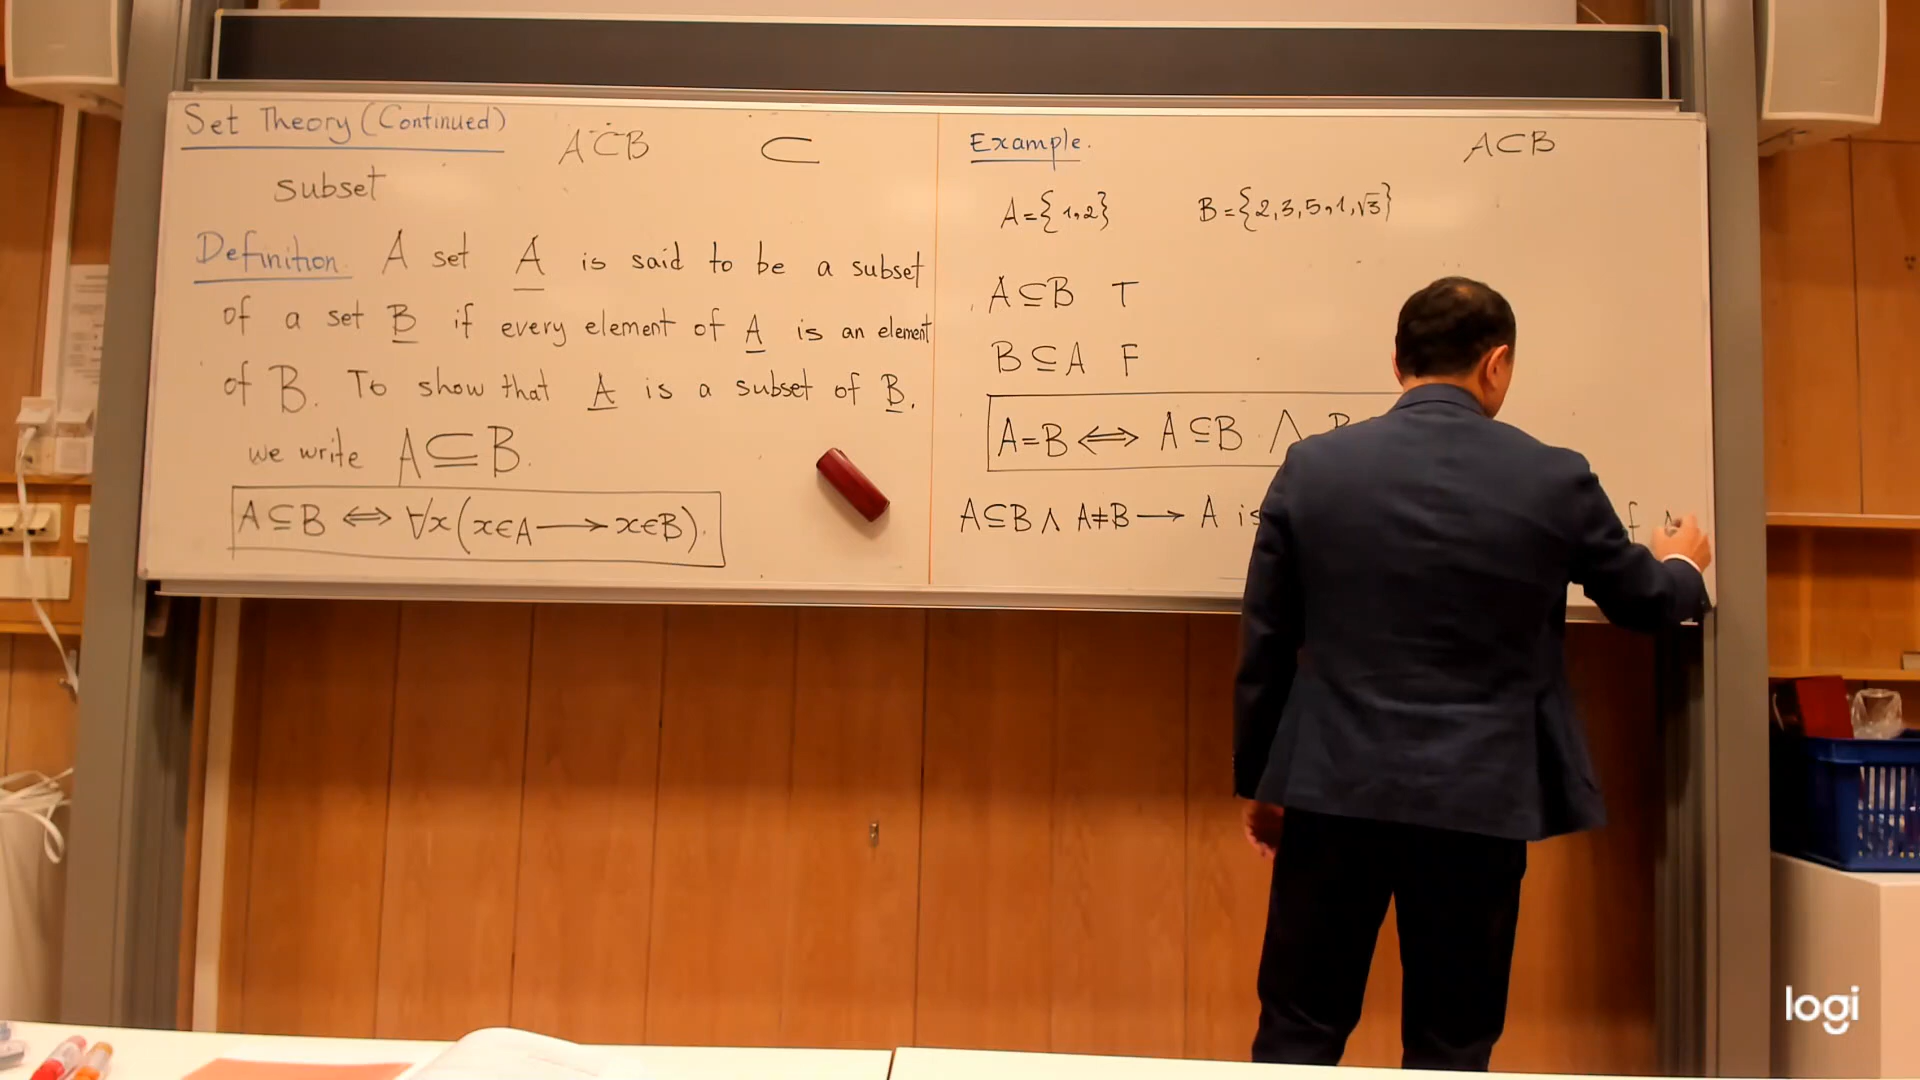 Set Theory (Continued)
A⊂B ⊂
subset
Definition. A set A is said to be a subset
of a set B if every element of A is an element
of B. To show that A is a subset of B.
we write A⊆B.
A⊆B ⟺ ∀x(x∈A⟶x∈B).
Example.
A⊂B
A={1,2} B={2,3,5,1,√3}
A⊆B T
B⊆A F
A=B⟺A⊆B ∧
A⊆B ∧ A≠B ⟶ A is
logi